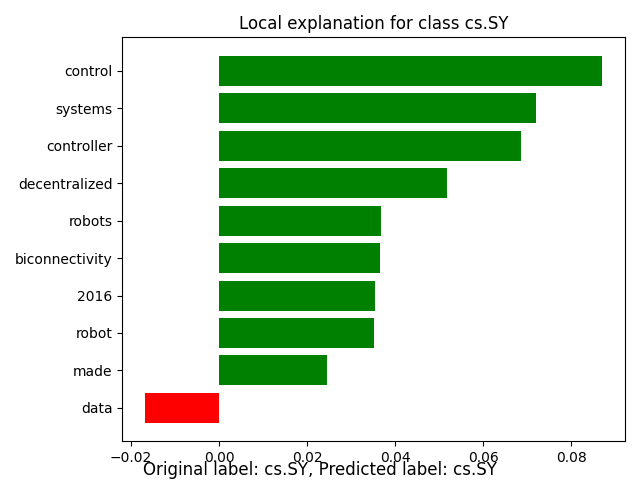 Local explanation for class cs.SY
control
systems
controller
decentralized
robots
biconnectivity
2016
robot
made
data
−0.02 0.00 0.02 0.04 0.06 0.08
Original label: cs.SY, Predicted label: cs.SY